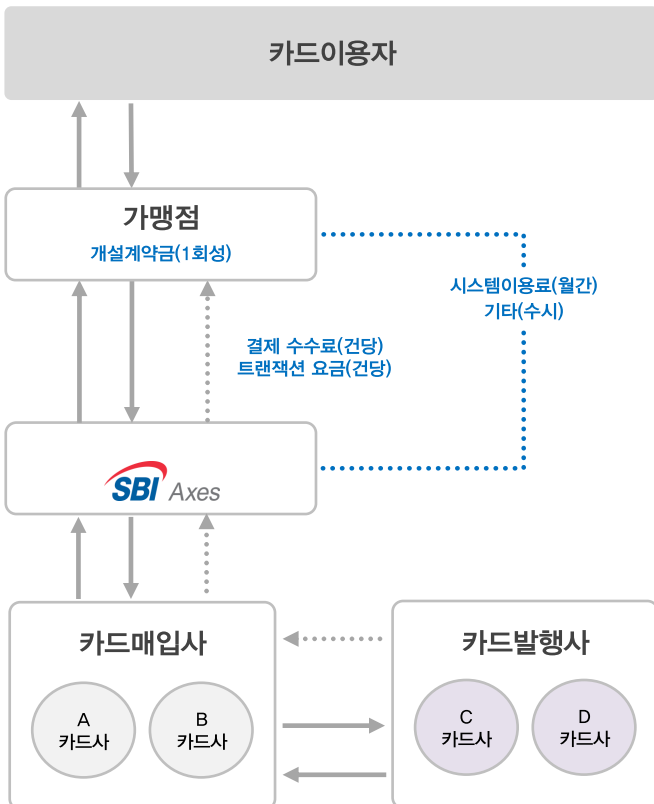 카드이용자
가맹점
개설계약금(1회성)
시스템이용료(월간)
기타(수시)
결제 수수료(건당)
트랜잭션 요금(건당)
SBI Axes
카드매입사
카드발행사
A
카드사
B
카드사
C
카드사
D
카드사